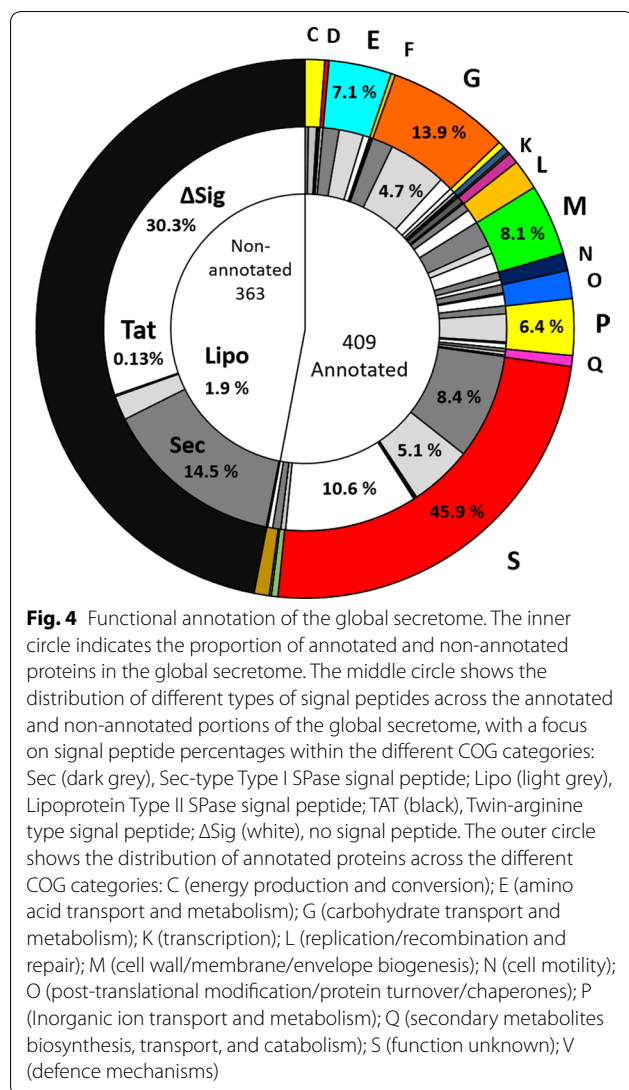 C D E F
G
7.1 %
13.9 %
K
L
ΔSig
30.3%
4.7 %
M
8.1 %
Non-
annotated
363
N
O
Tat
0.13%
Lipo
1.9 %
409
Annotated
P
6.4 %
Q
8.4 %
Sec
14.5 %
5.1 %
10.6 %
45.9 %
S
Fig. 4 Functional annotation of the global secretome. The inner
circle indicates the proportion of annotated and non-annotated
proteins in the global secretome. The middle circle shows the
distribution of different types of signal peptides across the annotated
and non-annotated portions of the global secretome, with a focus
on signal peptide percentages within the different COG categories:
Sec (dark grey), Sec-type Type I SPase signal peptide; Lipo (light grey),
Lipoprotein Type II SPase signal peptide; TAT (black), Twin-arginine
type signal peptide; ΔSig (white), no signal peptide. The outer circle
shows the distribution of annotated proteins across the different
COG categories: C (energy production and conversion); E (amino
acid transport and metabolism); G (carbohydrate transport and
metabolism); K (transcription); L (replication/recombination and
repair); M (cell wall/membrane/envelope biogenesis); N (cell motility);
O (post-translational modification/protein turnover/chaperones); P
(Inorganic ion transport and metabolism); Q (secondary metabolites
biosynthesis, transport, and catabolism); S (function unknown); V
(defence mechanisms)